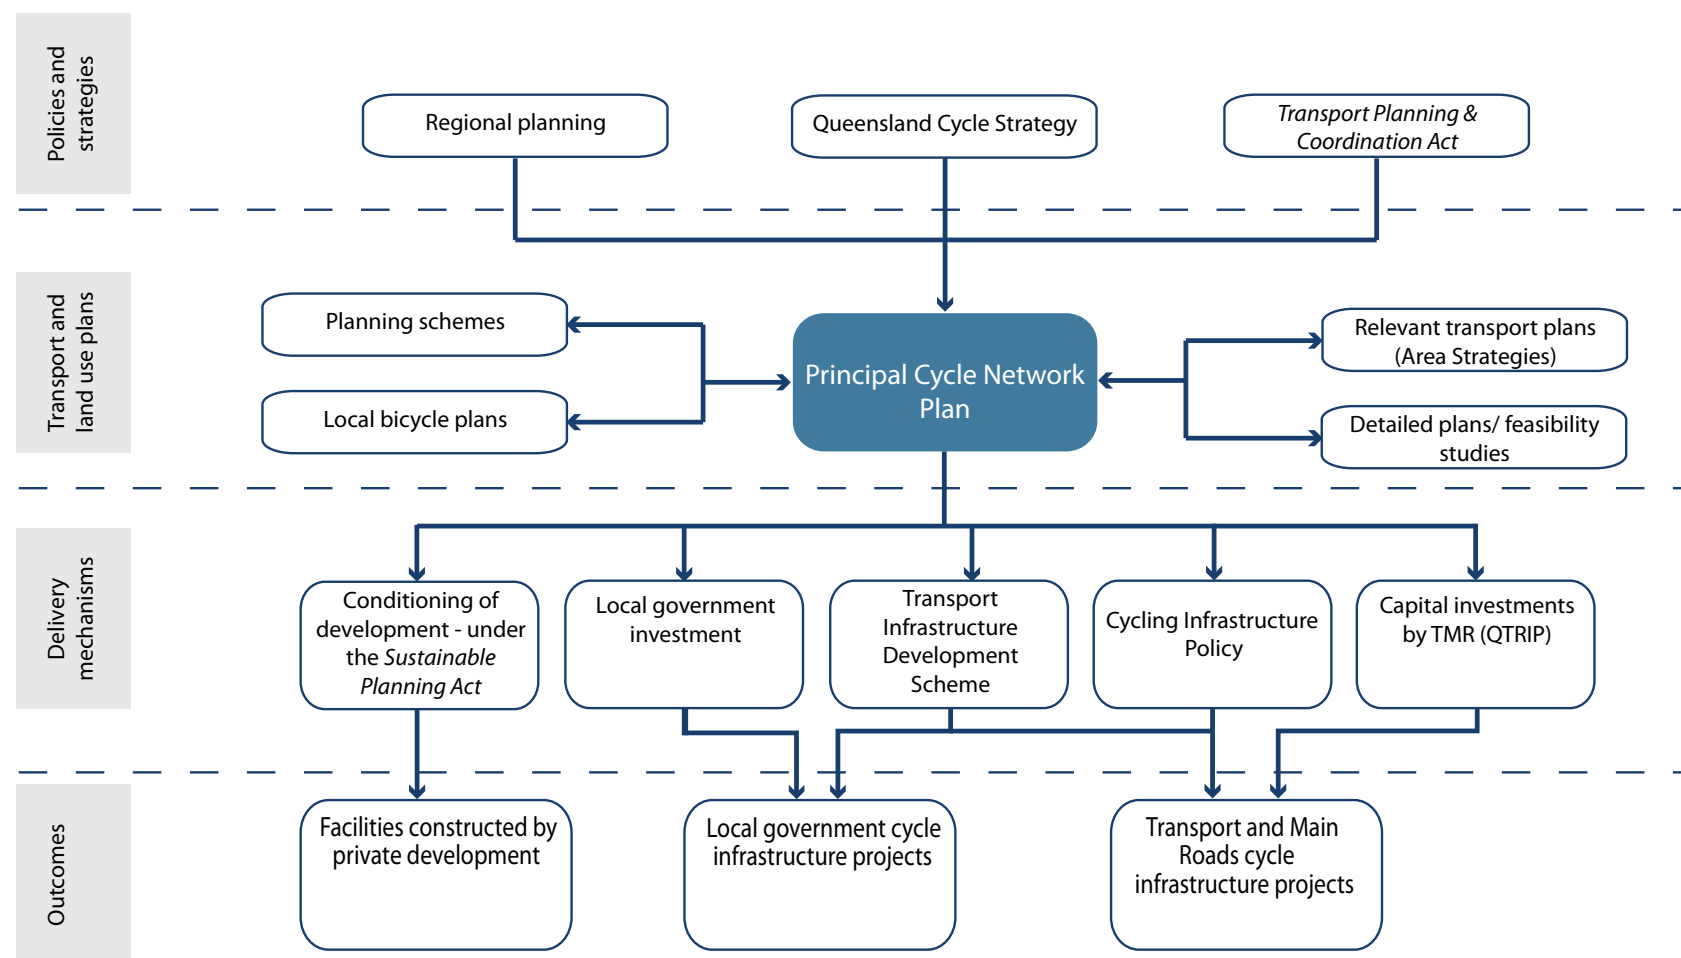 Policies and
strategies
Regional planning
Queensland Cycle Strategy
Transport Planning &
Coordination Act
Transport and
land use plans
Planning schemes
Local bicycle plans
Principal Cycle Network
Plan
Relevant transport plans
(Area Strategies)
Detailed plans/ feasibility
studies
Delivery
mechanisms
Conditioning of
development - under
the Sustainable
Planning Act
Local government
investment
Transport
Infrastructure
Development
Scheme
Cycling Infrastructure
Policy
Capital investments
by TMR (QTRIP)
Outcomes
Facilities constructed by
private development
Local government cycle
infrastructure projects
Transport and Main
Roads cycle
infrastructure projects